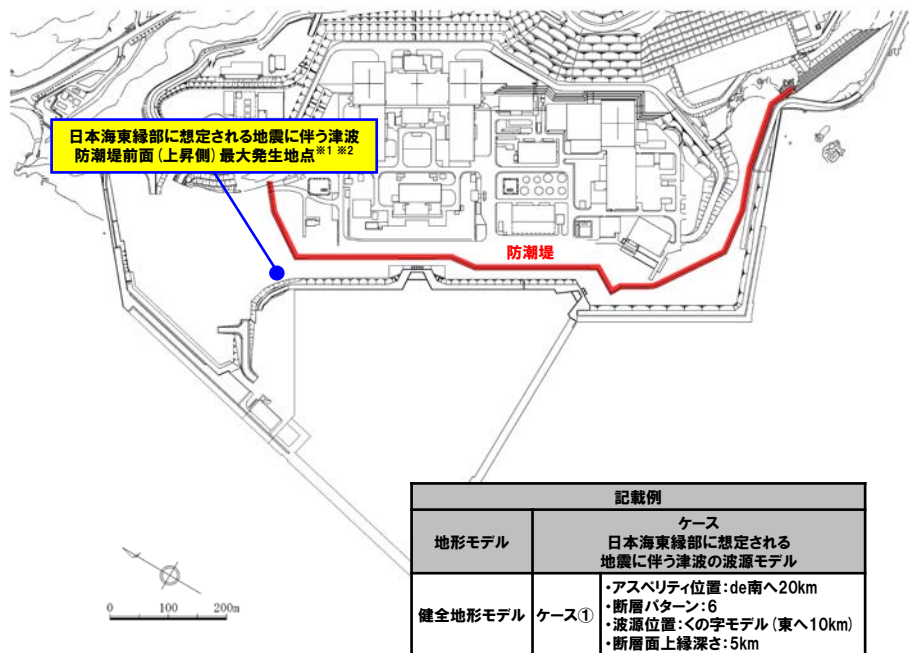 日本海東縁部に想定される地震に伴う津波
防潮堤前面(上昇側)最大発生地点※1 ※2
防潮堤
0 100 200m
記載例
地形モデル
ケース
日本海東縁部に想定される
地震に伴う津波の波源モデル
健全地形モデル
ケース①
・アスペリティ位置:de南へ20km
・断層パターン:6
・波源位置:くの字モデル(東へ10km)
・断層面上縁深さ:5km